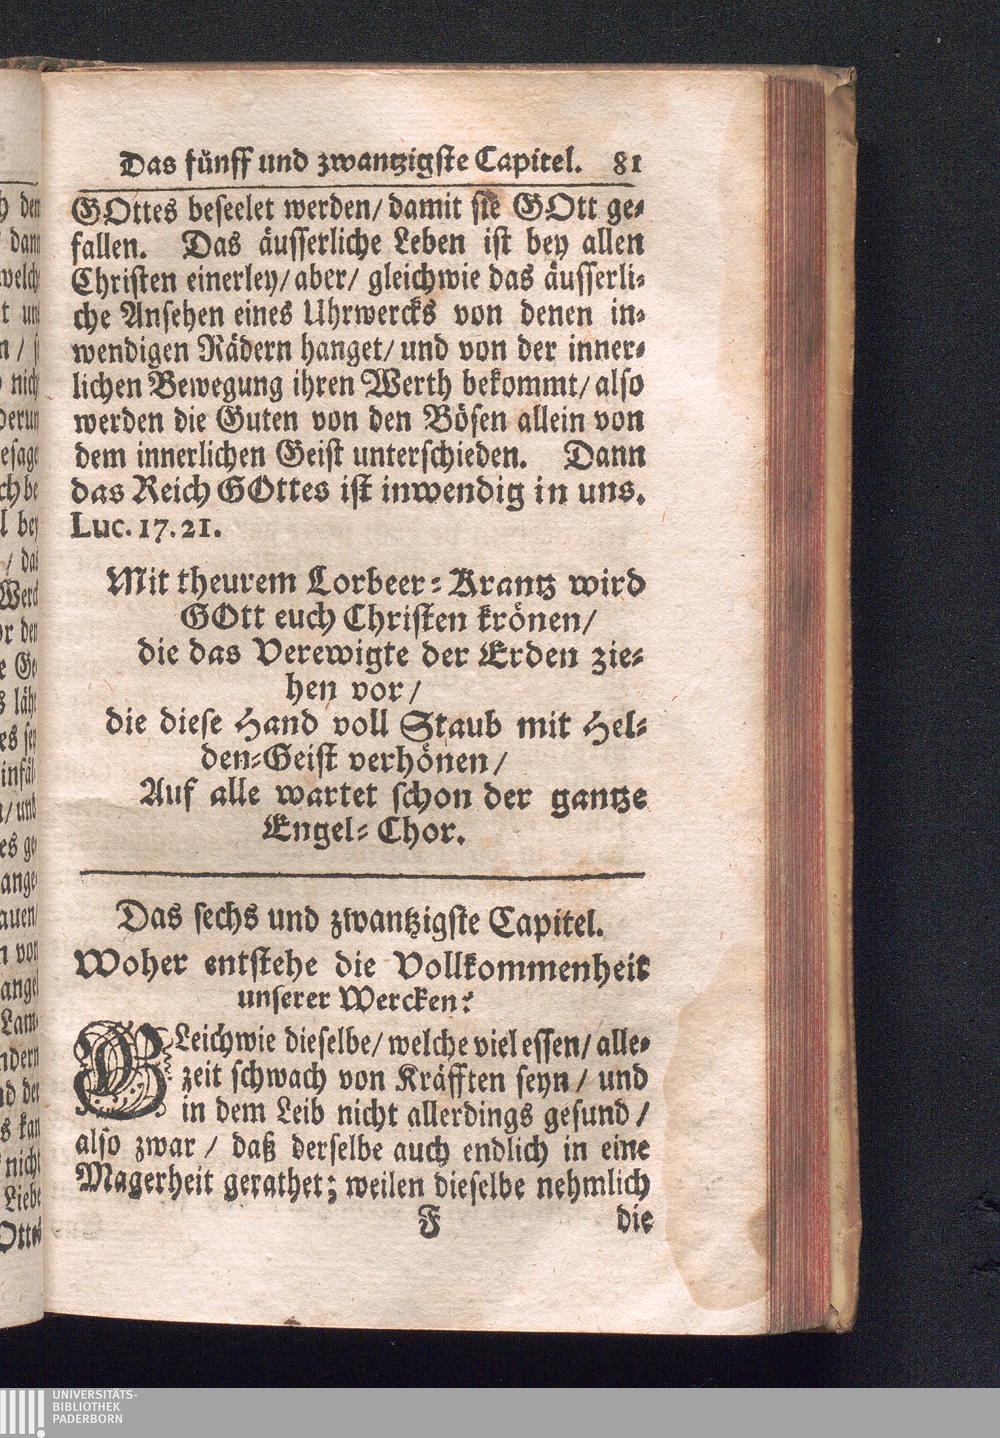 Das fünff und zwantzigste Capitel. 81
GOttes beseelet werden/ damit sie GOtt ge-
fallen. Das äusserliche Leben ist bey allen
Christen einerley/ aber/ gleichwie das äusserli-
che Ansehen eines Uhrwercks von denen in-
wendigen Rädern hanget/ und von der inner-
lichen Bewegung ihren Werth bekommt/ also
werden die Guten von den Bösen allein von
dem innerlichen Geist unterschieden. Dann
das Reich GOttes ist inwendig in uns.
Luc. 17. 21.
Mit theurem Lorbeer-Krantz wird
GOtt euch Christen krönen/
die das Verewigte der Erden zie-
hen vor/
die diese Hand voll Staub mit Hel-
den-Geist verhönen/
Auf alle wartet schon der gantze
Engel-Chor.
Das sechs und zwantzigste Capitel.
Woher entstehe die Vollkommenheit
unserer Wercken?
GLeichwie dieselbe/ welche viel essen/ alle-
zeit schwach von Kräfften seyn/ und
in dem Leib nicht allerdings gesund/
also zwar/ daß derselbe auch endlich in eine
Magerheit gerathet; weilen dieselbe nehmlich
F die
UNIVERSITÄTS-
BIBLIOTHEK
PADERBORN